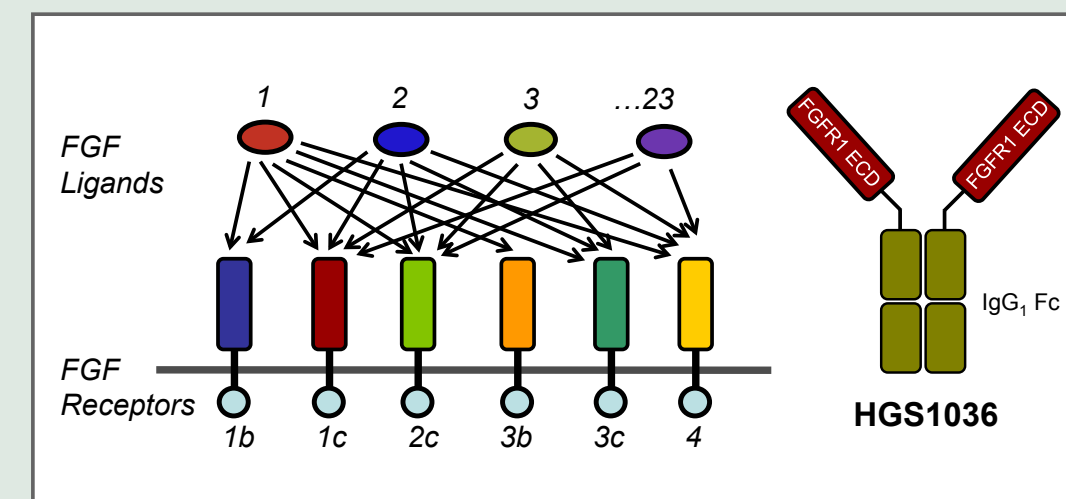 1 2 3 …23
FGF
Ligands
FGFR1 ECD
FGFR1 ECD
IgG₁ Fc
FGF
Receptors
1b 1c 2c 3b 3c 4
HGS1036